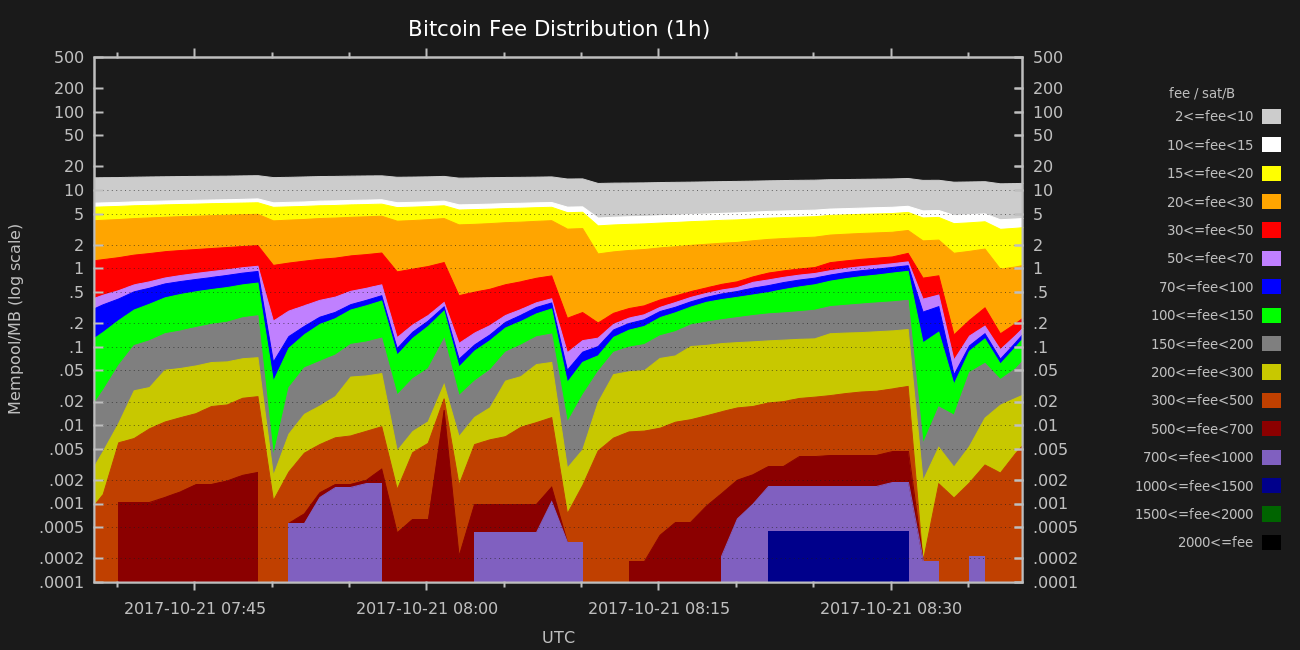 Bitcoin Fee Distribution (1h)
500 500
200 200
100 100
50 50
20 20
10 10
5 5
2 2
1 1
.5 .5
.2 .2
.1 .1
.05 .05
.02 .02
.01 .01
.005 .005
.002 .002
.001 .001
.0005 .0005
.0002 .0002
.0001 .0001
Mempool/MB (log scale)
2017-10-21 07:45 2017-10-21 08:00 2017-10-21 08:15 2017-10-21 08:30
UTC
fee / sat/B
2<=fee<10
10<=fee<15
15<=fee<20
20<=fee<30
30<=fee<50
50<=fee<70
70<=fee<100
100<=fee<150
150<=fee<200
200<=fee<300
300<=fee<500
500<=fee<700
700<=fee<1000
1000<=fee<1500
1500<=fee<2000
2000<=fee